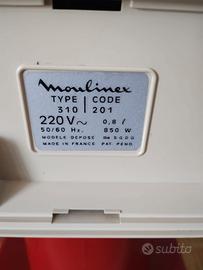 Moulinex
TYPE | CODE
310 | 201
220V~ 0,8 ℓ
50/60 Hz. 850 W
MODELE DEPOSE
MADE IN FRANCE PAT. PEND.
subito